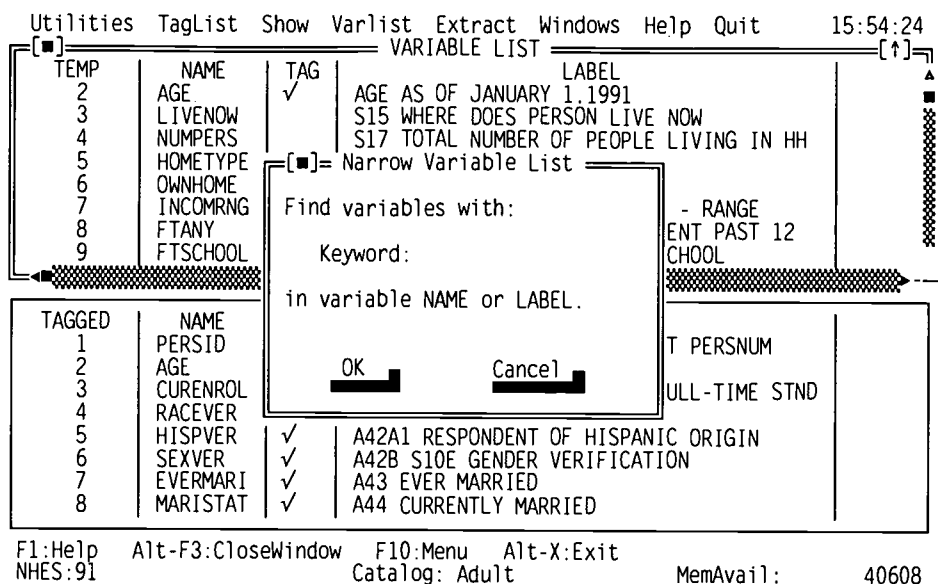 Utilities TagList Show Varlist Extract Windows Help Quit 15:54:24
[■] VARIABLE LIST [↑]
TEMP NAME TAG LABEL
2 AGE √ AGE AS OF JANUARY 1.1991
3 LIVENOW S15 WHERE DOES PERSON LIVE NOW
4 NUMPERS S17 TOTAL NUMBER OF PEOPLE LIVING IN HH
5 HOMETYPE
6 OWNHOME
7 INCOMRNG - RANGE
8 FTANY ENT PAST 12
9 FTSCHOOL CHOOL
[■] Narrow Variable List
Find variables with:
Keyword:
in variable NAME or LABEL.
OK Cancel
TAGGED NAME
1 PERSID T PERSNUM
2 AGE
3 CURENROL ULL-TIME STND
4 RACEVER
5 HISPVER √ A42A1 RESPONDENT OF HISPANIC ORIGIN
6 SEXVER √ A42B S10E GENDER VERIFICATION
7 EVERMARI √ A43 EVER MARRIED
8 MARISTAT √ A44 CURRENTLY MARRIED
F1:Help Alt-F3:CloseWindow F10:Menu Alt-X:Exit
NHES:91 Catalog: Adult MemAvail: 40608